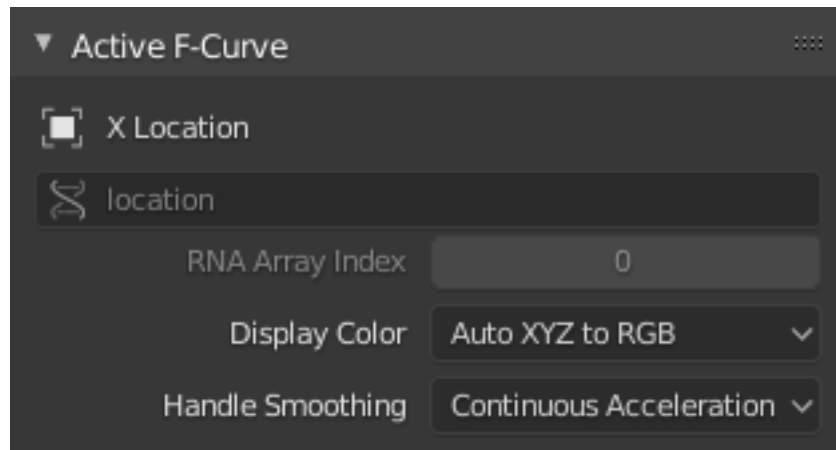 Active F-Curve
X Location
location
RNA Array Index 0
Display Color Auto XYZ to RGB
Handle Smoothing Continuous Acceleration